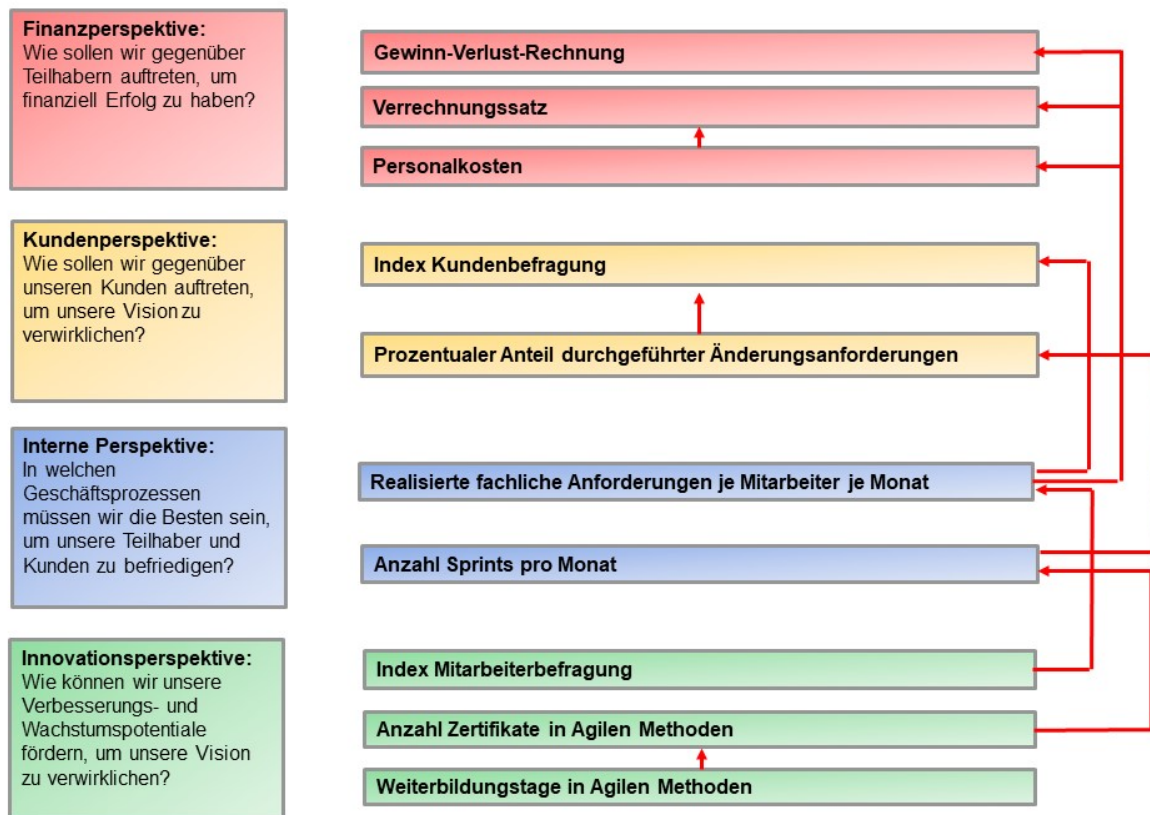 Finanzperspektive:
Wie sollen wir gegenüber
Teilhabern auftreten, um
finanziell Erfolg zu haben?
Gewinn-Verlust-Rechnung
Verrechnungssatz
Personalkosten
Kundenperspektive:
Wie sollen wir gegenüber
unseren Kunden auftreten,
um unsere Vision zu
verwirklichen?
Index Kundenbefragung
Prozentualer Anteil durchgeführter Änderungsanforderungen
Interne Perspektive:
In welchen
Geschäftsprozessen
müssen wir die Besten sein,
um unsere Teilhaber und
Kunden zu befriedigen?
Realisierte fachliche Anforderungen je Mitarbeiter je Monat
Anzahl Sprints pro Monat
Innovationsperspektive:
Wie können wir unsere
Verbesserungs- und
Wachstumspotentiale
fördern, um unsere Vision
zu verwirklichen?
Index Mitarbeiterbefragung
Anzahl Zertifikate in Agilen Methoden
Weiterbildungstage in Agilen Methoden